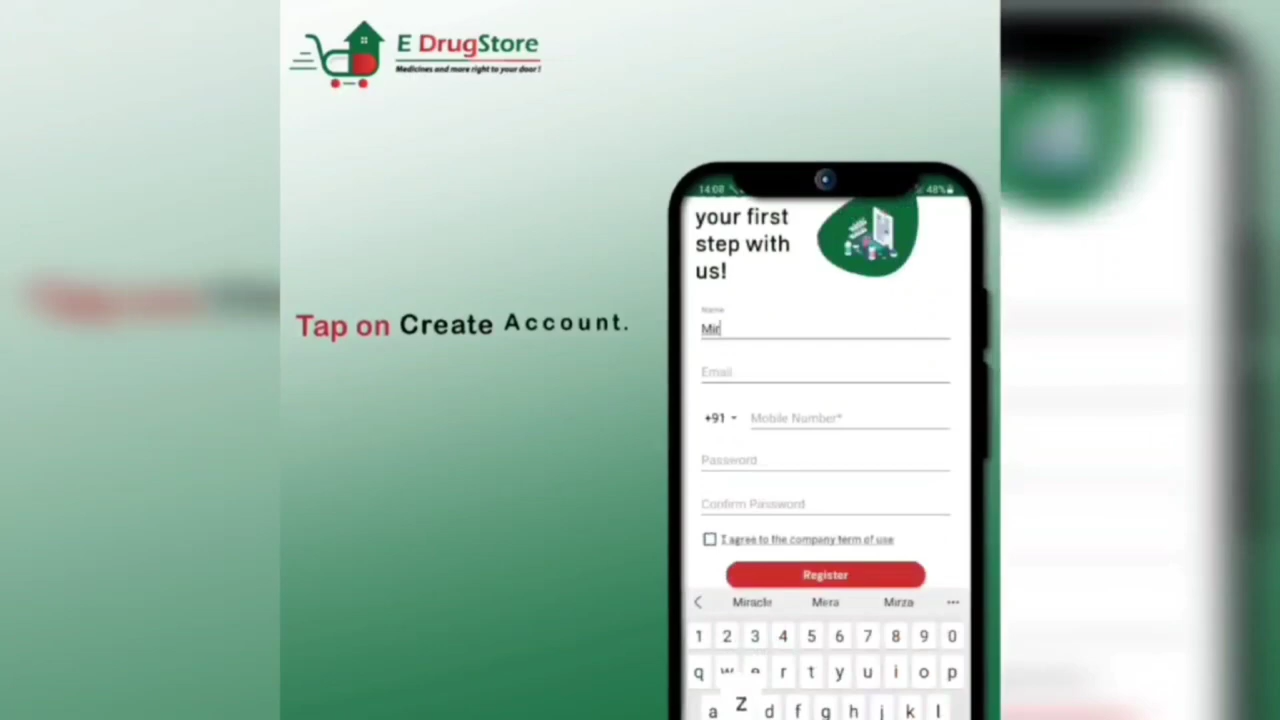 E DrugStore
Medicines and more right to your door !
Tap on Create Account.
14:08
48%
your first
step with
us!
Name
Mir
Email
+91
Mobile Number*
Password
Confirm Password
I agree to the company term of use
Register
Miracle Mera Mirza
1 2 3 4 5 6 7 8 9 0
q w e r t y u i o p
a z d f g h j k l